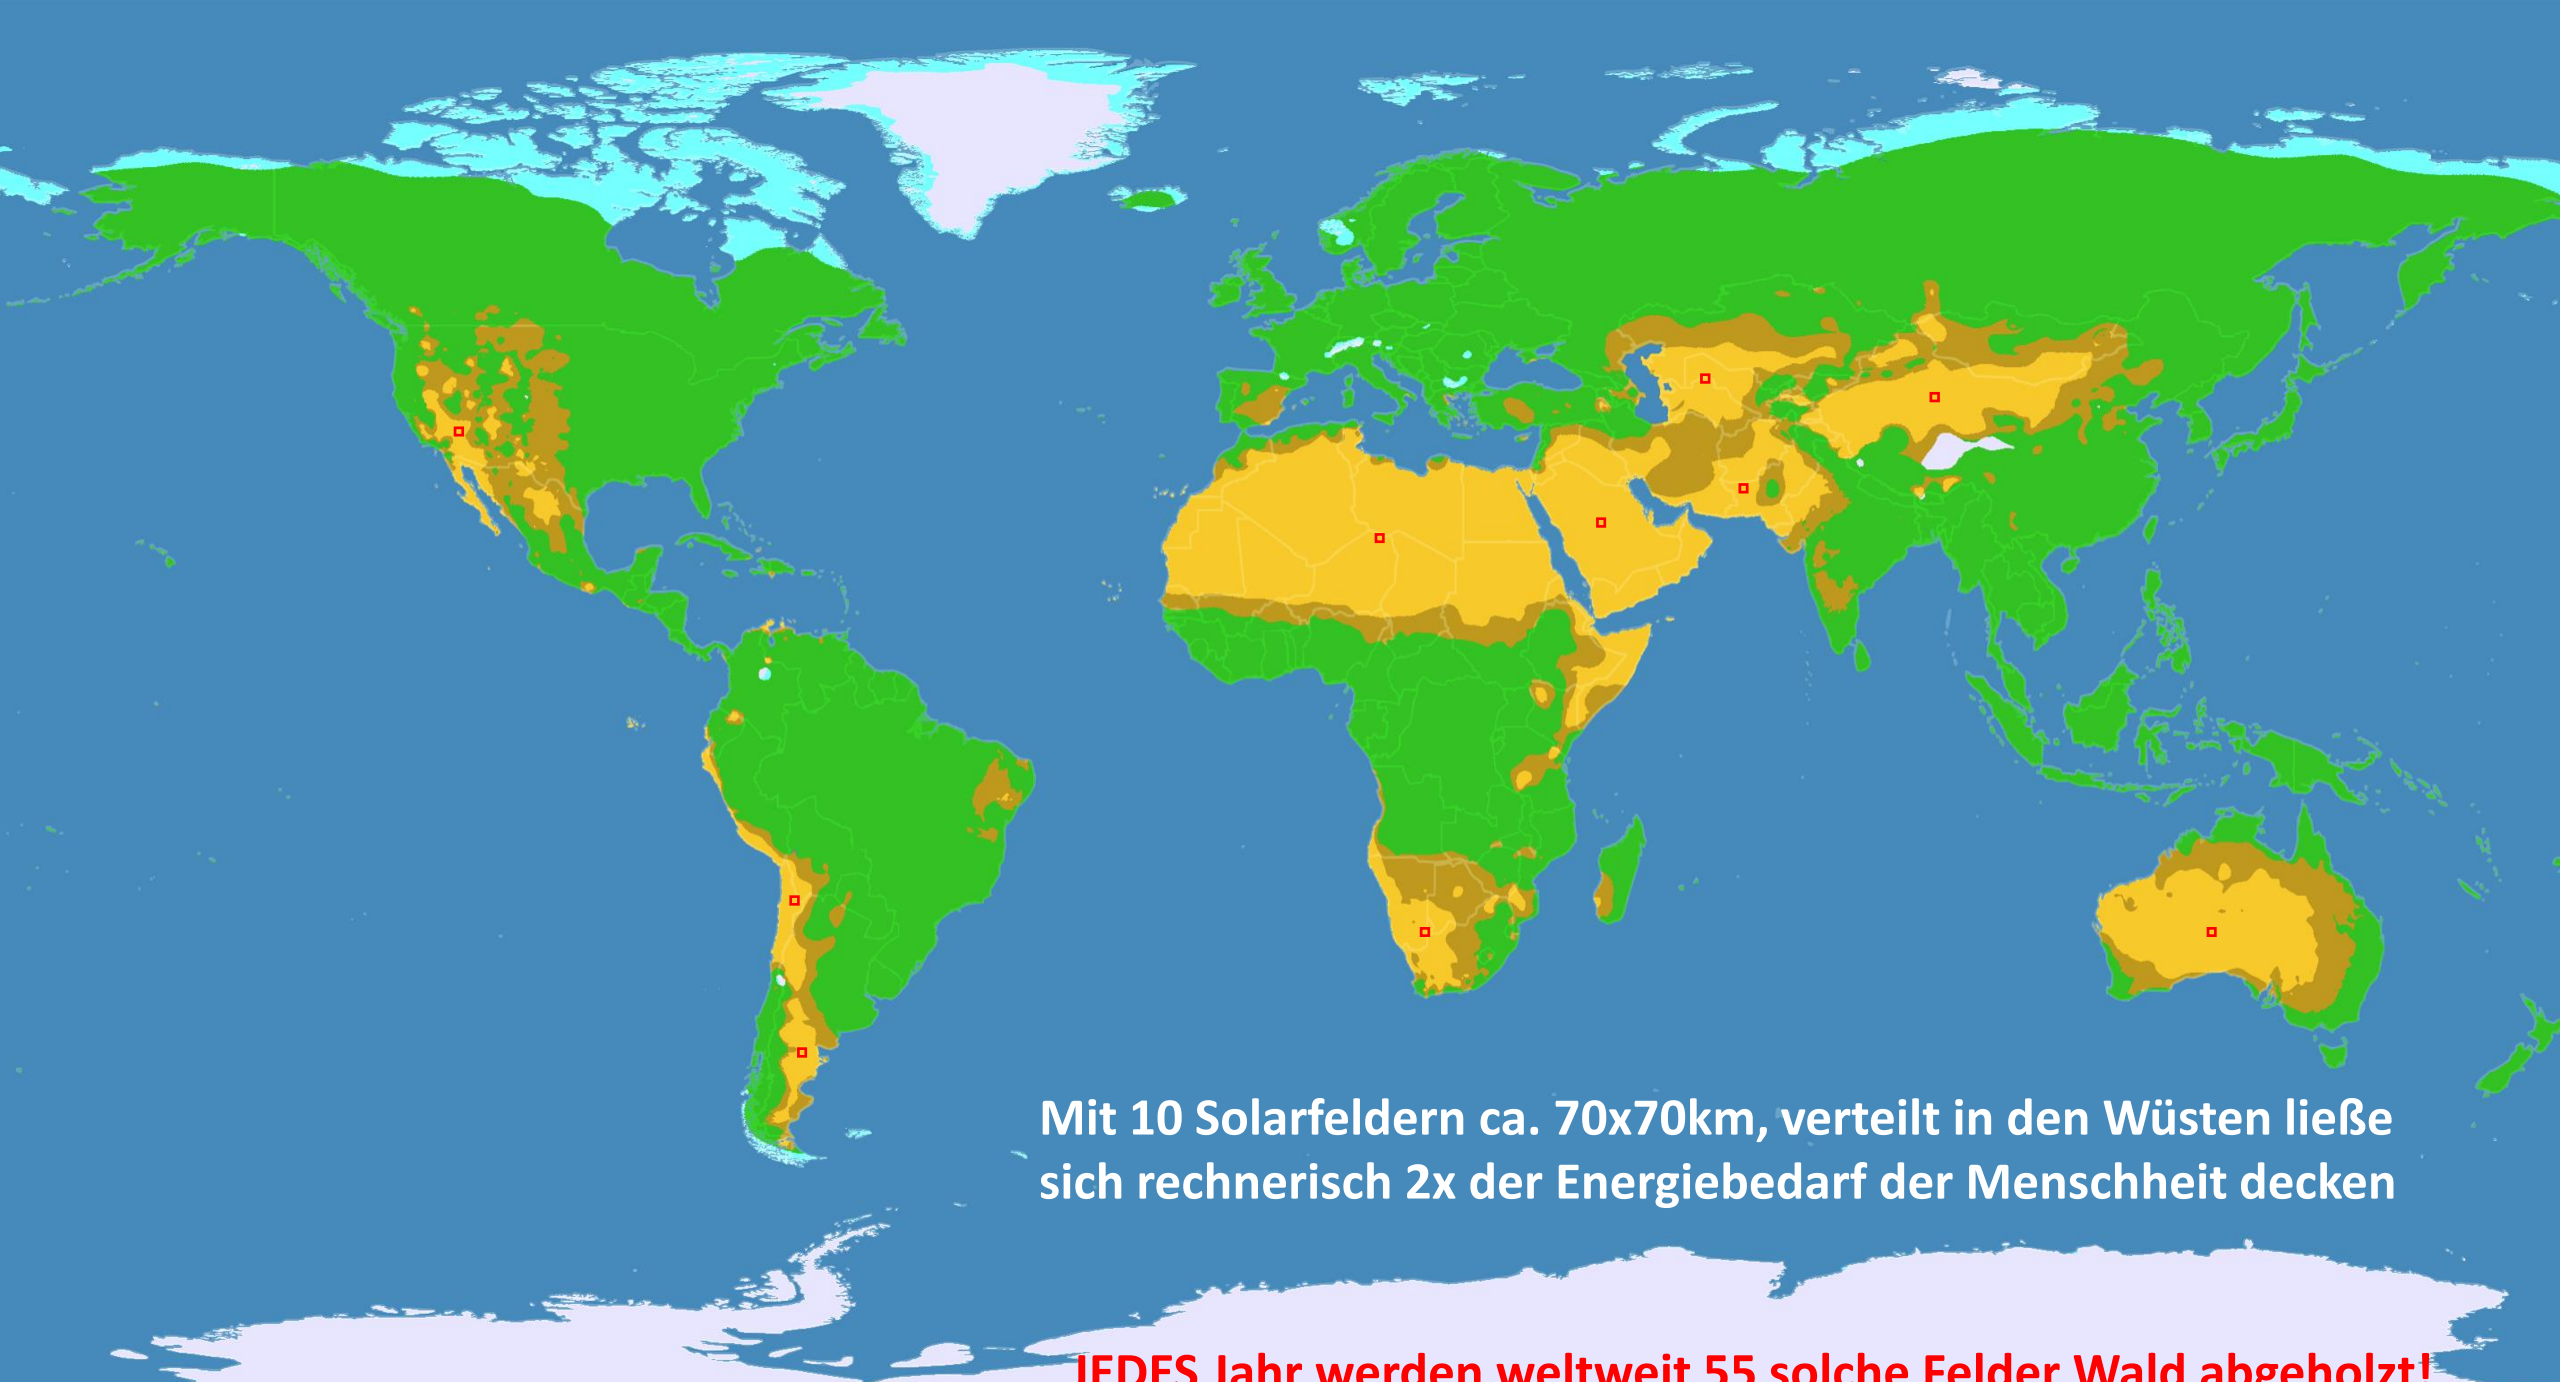 Mit 10 Solarfeldern ca. 70x70km, verteilt in den Wüsten ließe
sich rechnerisch 2x der Energiebedarf der Menschheit decken
JEDES Jahr werden weltweit 55 solche Felder Wald abgeholzt!